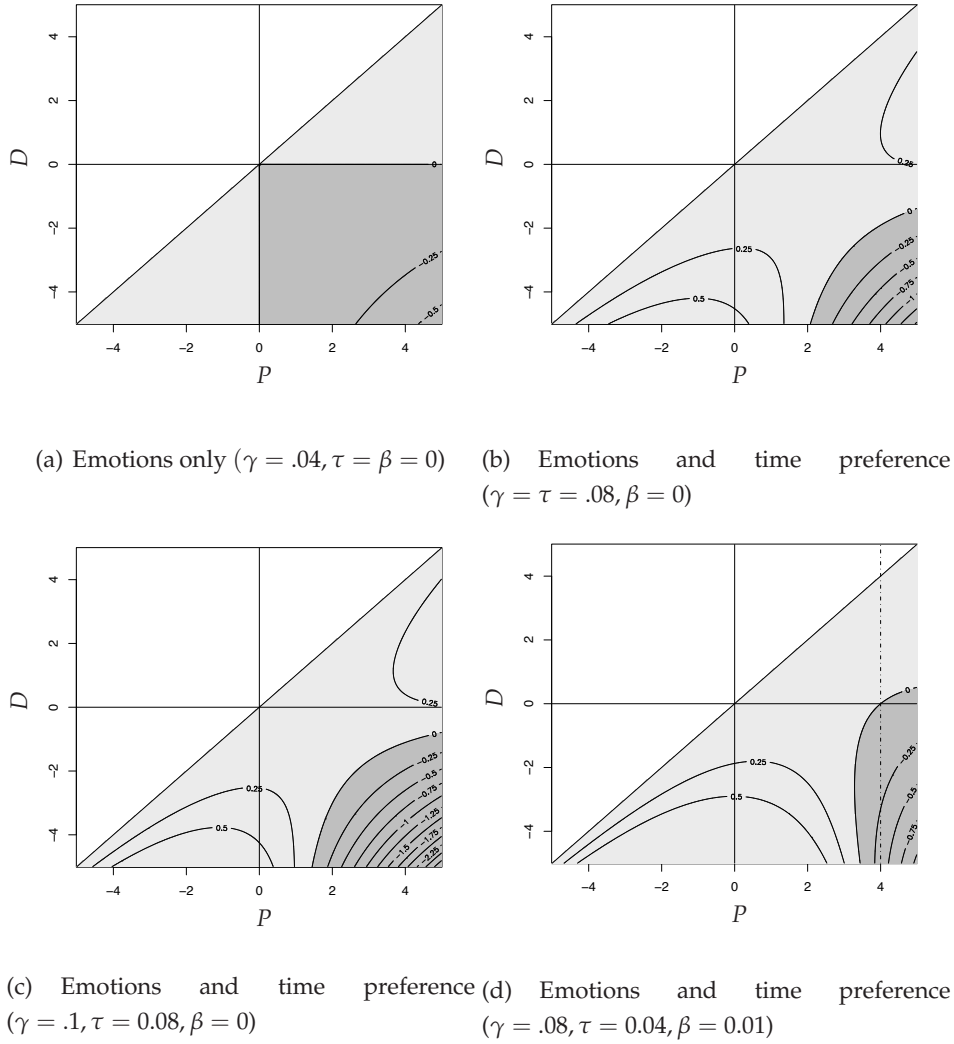 4
2
0
−2
−4
D
0
−0.25
−0.5
−4 −2 0 2 4
P
4
2
0
−2
−4
D
0.25
0
−0.25
−0.5
−0.75
−1
0.25
0.5
−4 −2 0 2 4
P
(a) Emotions only (γ = .04, τ = β = 0)
(b) Emotions and time preference
(γ = τ = .08, β = 0)
4
2
0
−2
−4
D
0.25
0
−0.25
−0.5
−0.75
−1
−1.25
−1.5
−1.75
−2.25
0.25
0.5
−4 −2 0 2 4
P
4
2
0
−2
−4
D
0
−0.25
−0.5
−0.75
0.25
0.5
−4 −2 0 2 4
P
(c) Emotions and time preference
(γ = .1, τ = 0.08, β = 0)
(d) Emotions and time preference
(γ = .08, τ = 0.04, β = 0.01)